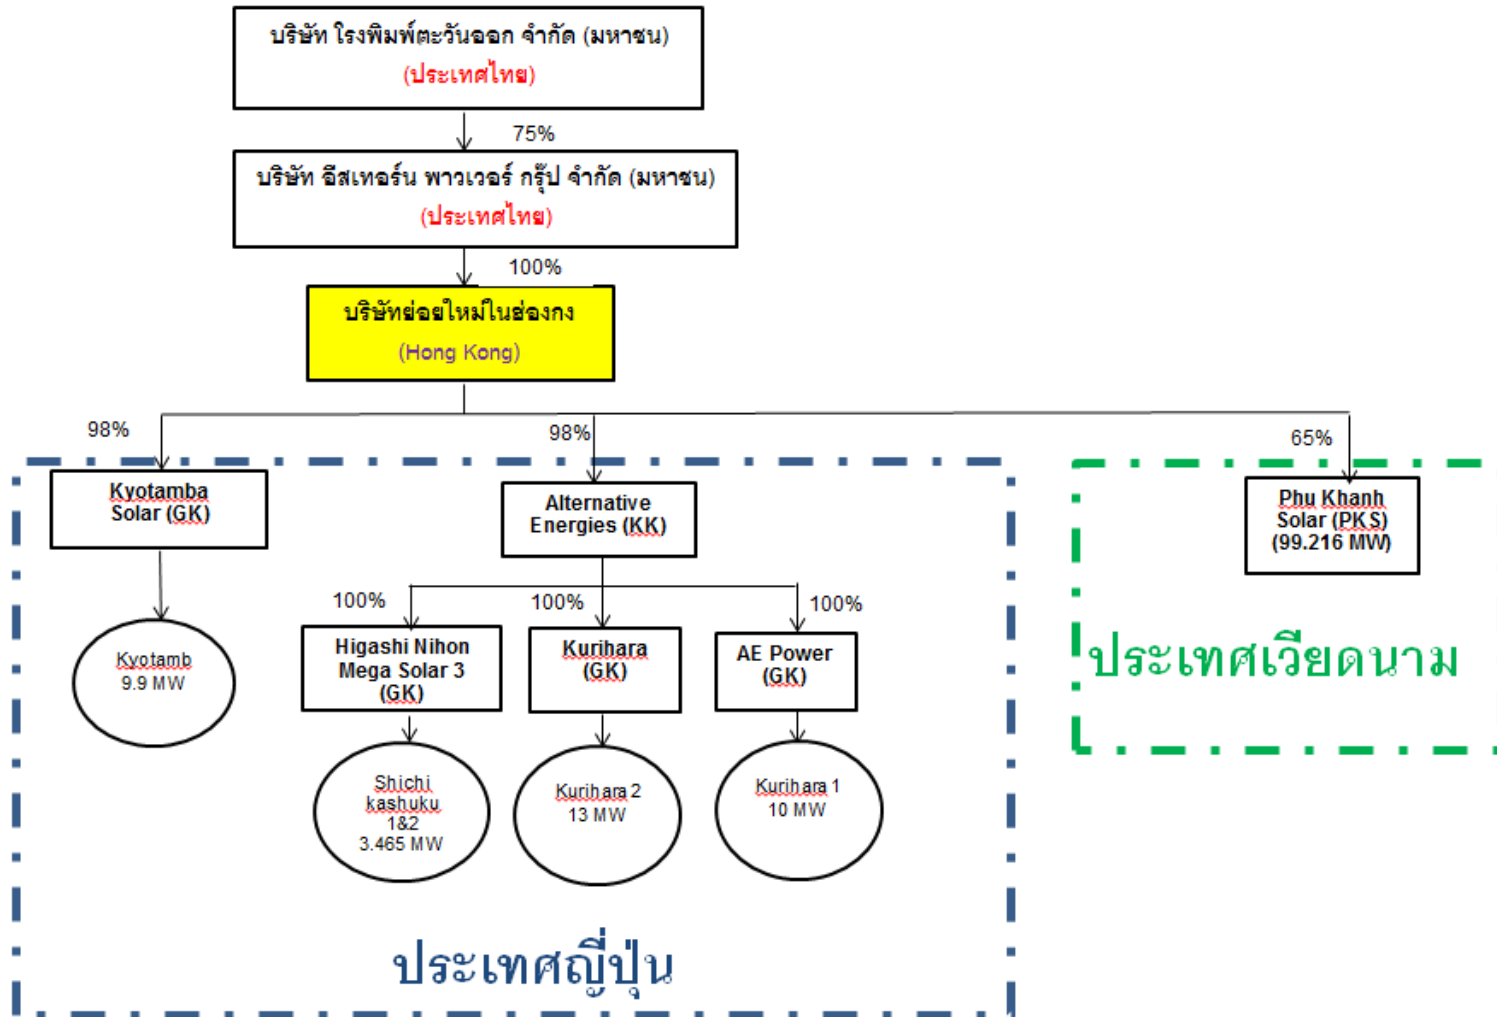 บริษัท โรงพิมพ์ตะวันออก จำกัด (มหาชน)
(ประเทศไทย)
75%
บริษัท อีสเทอร์น พาวเวอร์ กรุ๊ป จำกัด (มหาชน)
(ประเทศไทย)
100%
บริษัทย่อยใหม่ในฮ่องกง
(Hong Kong)
98%
98%
65%
Kyotamba
Solar (GK)
Alternative
Energies (KK)
Phu Khanh
Solar (PKS)
(99.216 MW)
100%
100%
100%
Kyotamb
9.9 MW
Higashi Nihon
Mega Solar 3
(GK)
Kurihara
(GK)
AE Power
(GK)
ประเทศเวียดนาม
Shichi
kashuku
1&2
3.465 MW
Kurihara 2
13 MW
Kurihara 1
10 MW
ประเทศญี่ปุ่น